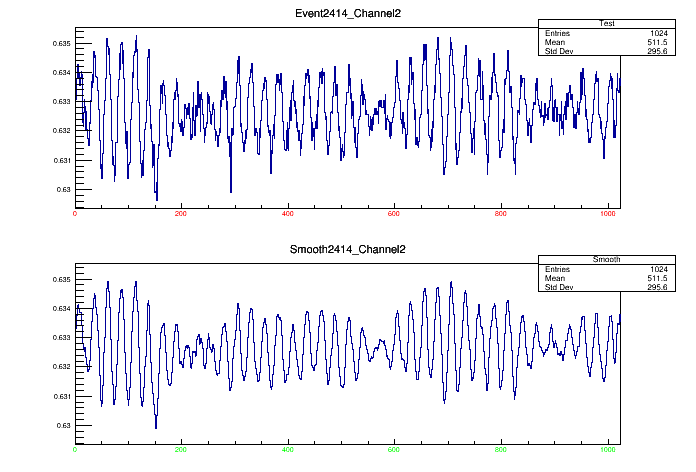 Event2414_Channel2
Test
Entries 1024
Mean 511.5
Std Dev 295.6
0.635
0.634
0.633
0.632
0.631
0.63
0 200 400 600 800 1000
Smooth2414_Channel2
Smooth
Entries 1024
Mean 511.5
Std Dev 295.6
0.635
0.634
0.633
0.632
0.631
0.63
0 200 400 600 800 1000